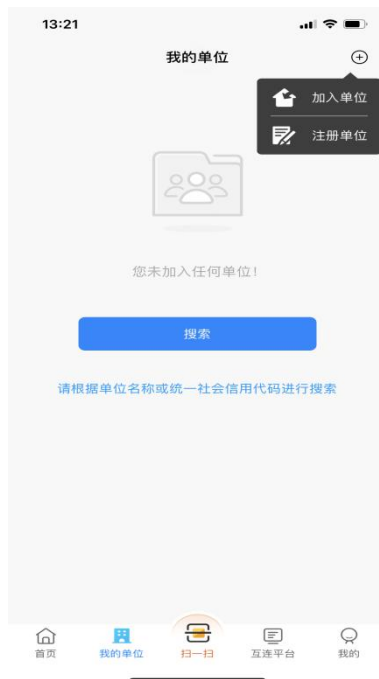 13:21
我的单位
加入单位
注册单位
您未加入任何单位!
搜索
请根据单位名称或统一社会信用代码进行搜索
首页 我的单位 扫一扫 互连平台 我的